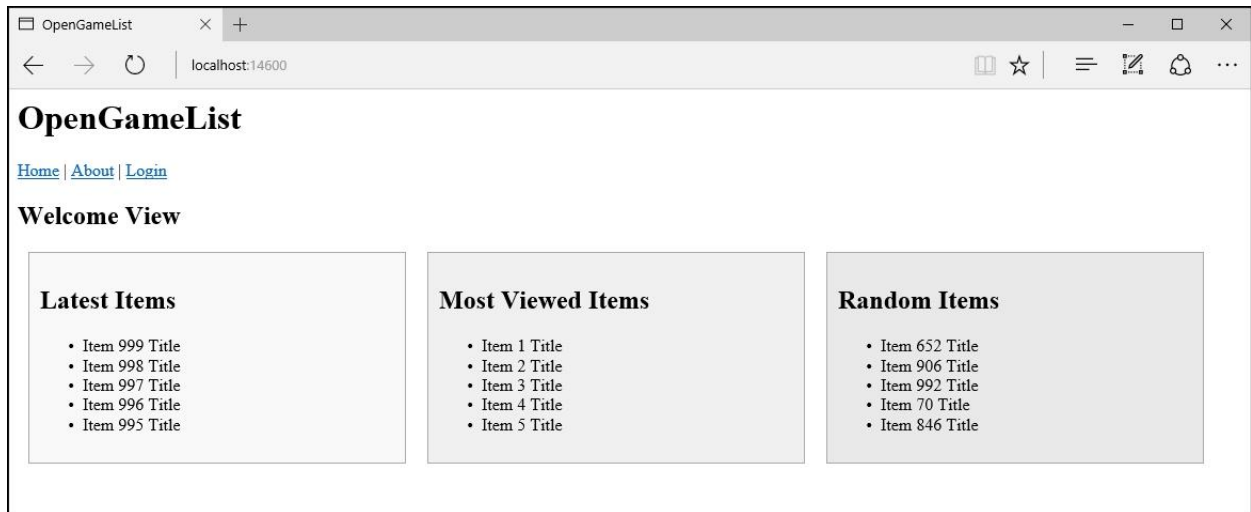 OpenGameList
localhost:14600
OpenGameList
Home | About | Login
Welcome View
Latest Items
• Item 999 Title
• Item 998 Title
• Item 997 Title
• Item 996 Title
• Item 995 Title
Most Viewed Items
• Item 1 Title
• Item 2 Title
• Item 3 Title
• Item 4 Title
• Item 5 Title
Random Items
• Item 652 Title
• Item 906 Title
• Item 992 Title
• Item 70 Title
• Item 846 Title